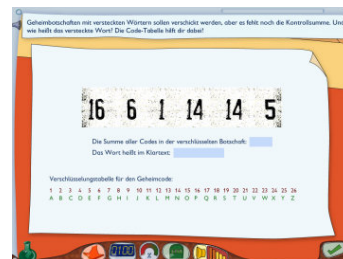 Geheimbotschaften mit versteckten Wörtern sollen verschickt werden, aber es fehlt noch die Kontrollsumme. Und
wie heißt das versteckte Wort? Die Code-Tabelle hilft dir dabei!
16 6 1 14 14 5
Die Summe aller Codes in der verschlüsselten Botschaft:
Das Wort heißt im Klartext:
Verschlüsselungstabelle für den Geheimcode:
1 2 3 4 5 6 7 8 9 10 11 12 13 14 15 16 17 18 19 20 21 22 23 24 25 26
A B C D E F G H I J K L M N O P Q R S T U V W X Y Z